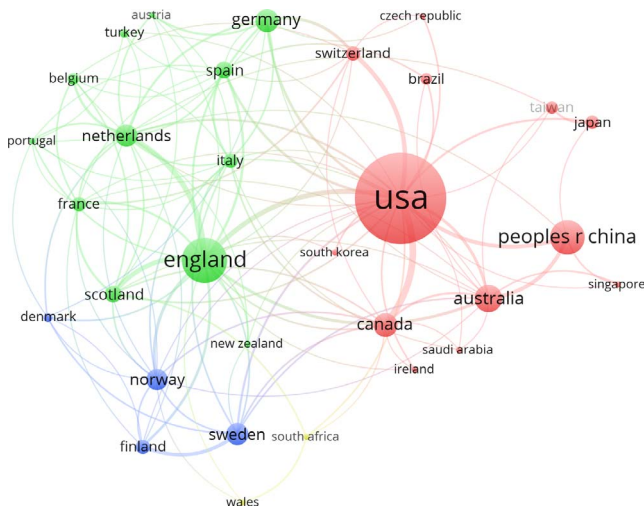 austria
czech republic
germany
turkey
switzerland
spain
belgium
brazil
taiwan
japan
netherlands
portugal
italy
usa
france
peoples r china
england
south korea
singapore
scotland
australia
denmark
canada
new zealand
saudi arabia
ireland
norway
sweden
south africa
finland
wales